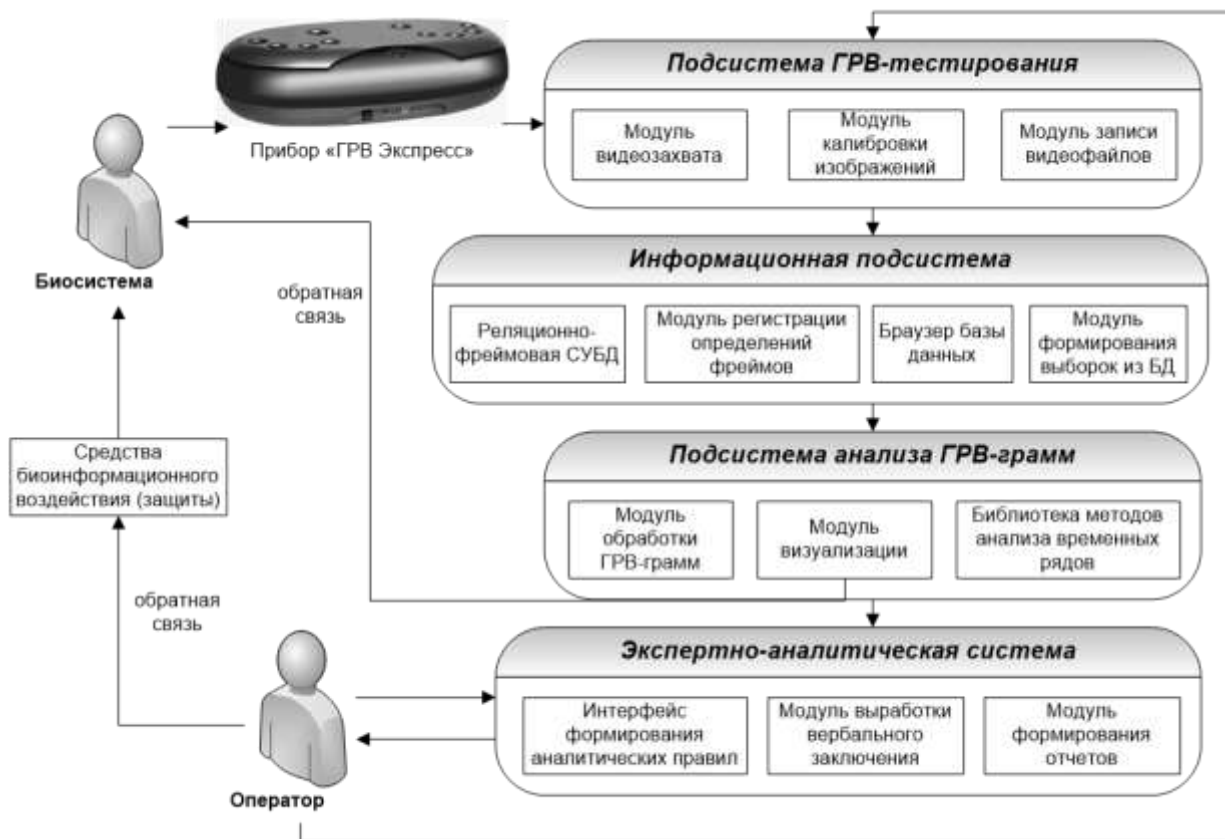 Подсистема ГРВ-тестирования
Модуль
видеозахвата
Модуль
калибровки
изображений
Модуль записи
видеофайлов
Прибор «ГРВ Экспресс»
Биосистема
обратная
связь
Информационная подсистема
Реляционно-
фреймовая СУБД
Модуль регистрации
определений
фреймов
Браузер базы
данных
Модуль
формирования
выборок из БД
Средства
биоинформационного
воздействия (защиты)
Подсистема анализа ГРВ-грамм
Модуль
обработки
ГРВ-грамм
Модуль
визуализации
Библиотека методов
анализа временных
рядов
обратная
связь
Экспертно-аналитическая система
Интерфейс
формирования
аналитических правил
Модуль выработки
вербального
заключения
Модуль
формирования
отчетов
Оператор